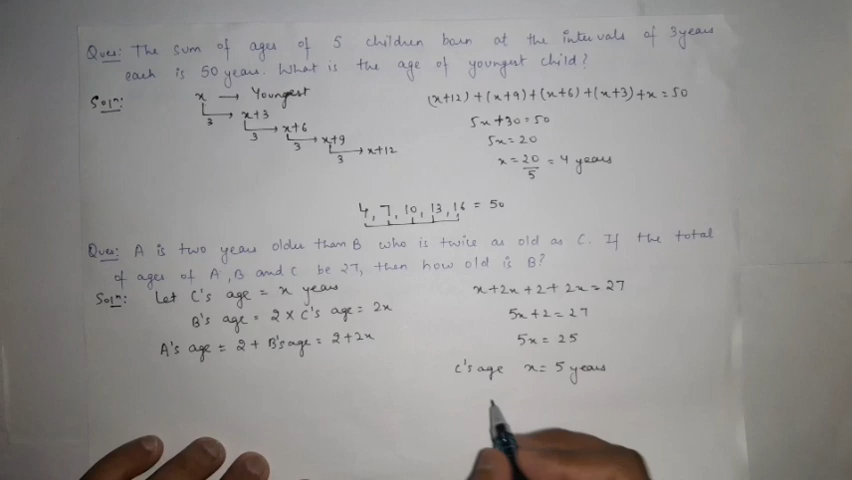 Ques: The sum of ages of 5 children born at the intervals of 3 years
each is 50 years. What is the age of youngest child?
Soln:
x → Youngest
3 → x+3
3 → x+6
3 → x+9
3 → x+12
(x+12)+(x+9)+(x+6)+(x+3)+x=50
5x+30=50
5x=20
x=20/5=4 years
4, 7, 10, 13, 16 = 50
Ques: A is two years older than B who is twice as old as C. If the total
of ages of A, B and C be 27, then how old is B?
Soln: Let C's age = x years
B's age = 2 x C's age = 2x
A's age = 2 + B's age = 2+2x
x+2x+2+2x=27
5x+2=27
5x=25
C's age x=5 years